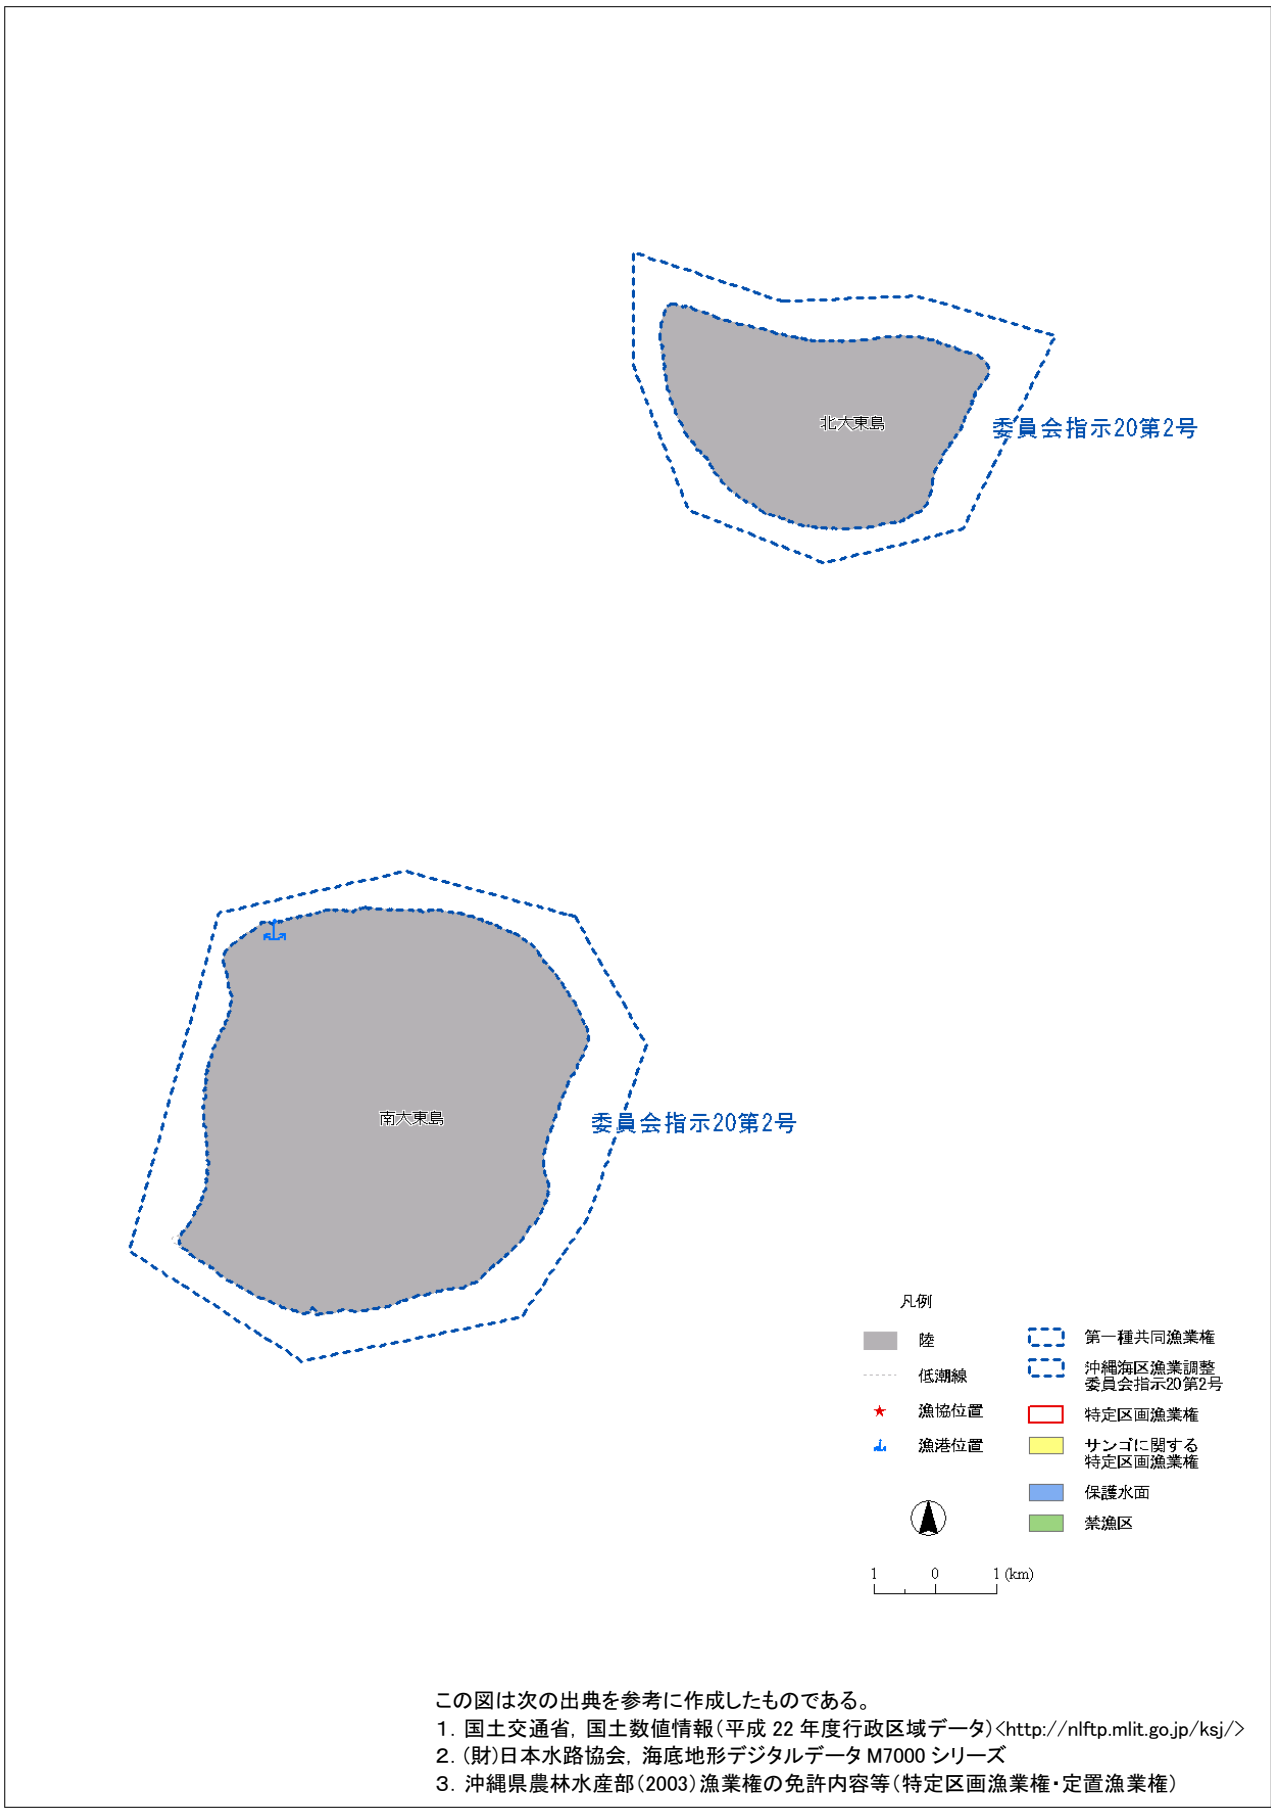 北大東島
委員会指示20第2号
南大東島
委員会指示20第2号
凡例
陸
低潮線
漁協位置
漁港位置
第一種共同漁業権
沖縄海区漁業調整
委員会指示20第2号
特定区画漁業権
サンゴに関する
特定区画漁業権
保護水面
禁漁区
1 0 1 (km)
この図は次の出典を参考に作成したものである。
1. 国土交通省, 国土数値情報(平成 22 年度行政区域データ)<http://nlftp.mlit.go.jp/ksj/>
2. (財)日本水路協会, 海底地形デジタルデータ M7000 シリーズ
3. 沖縄県農林水産部(2003)漁業権の免許内容等(特定区画漁業権・定置漁業権)